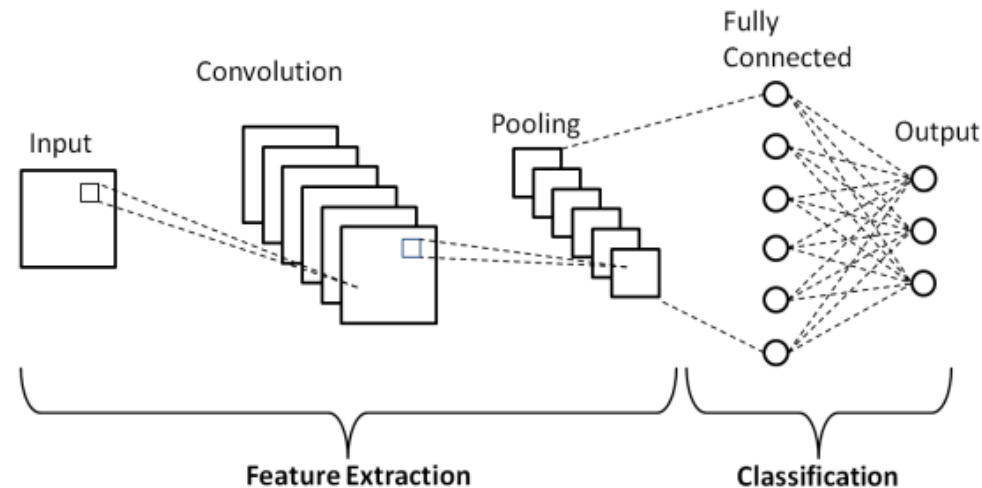 Input
Convolution
Pooling
Fully
Connected
Output
Feature Extraction
Classification